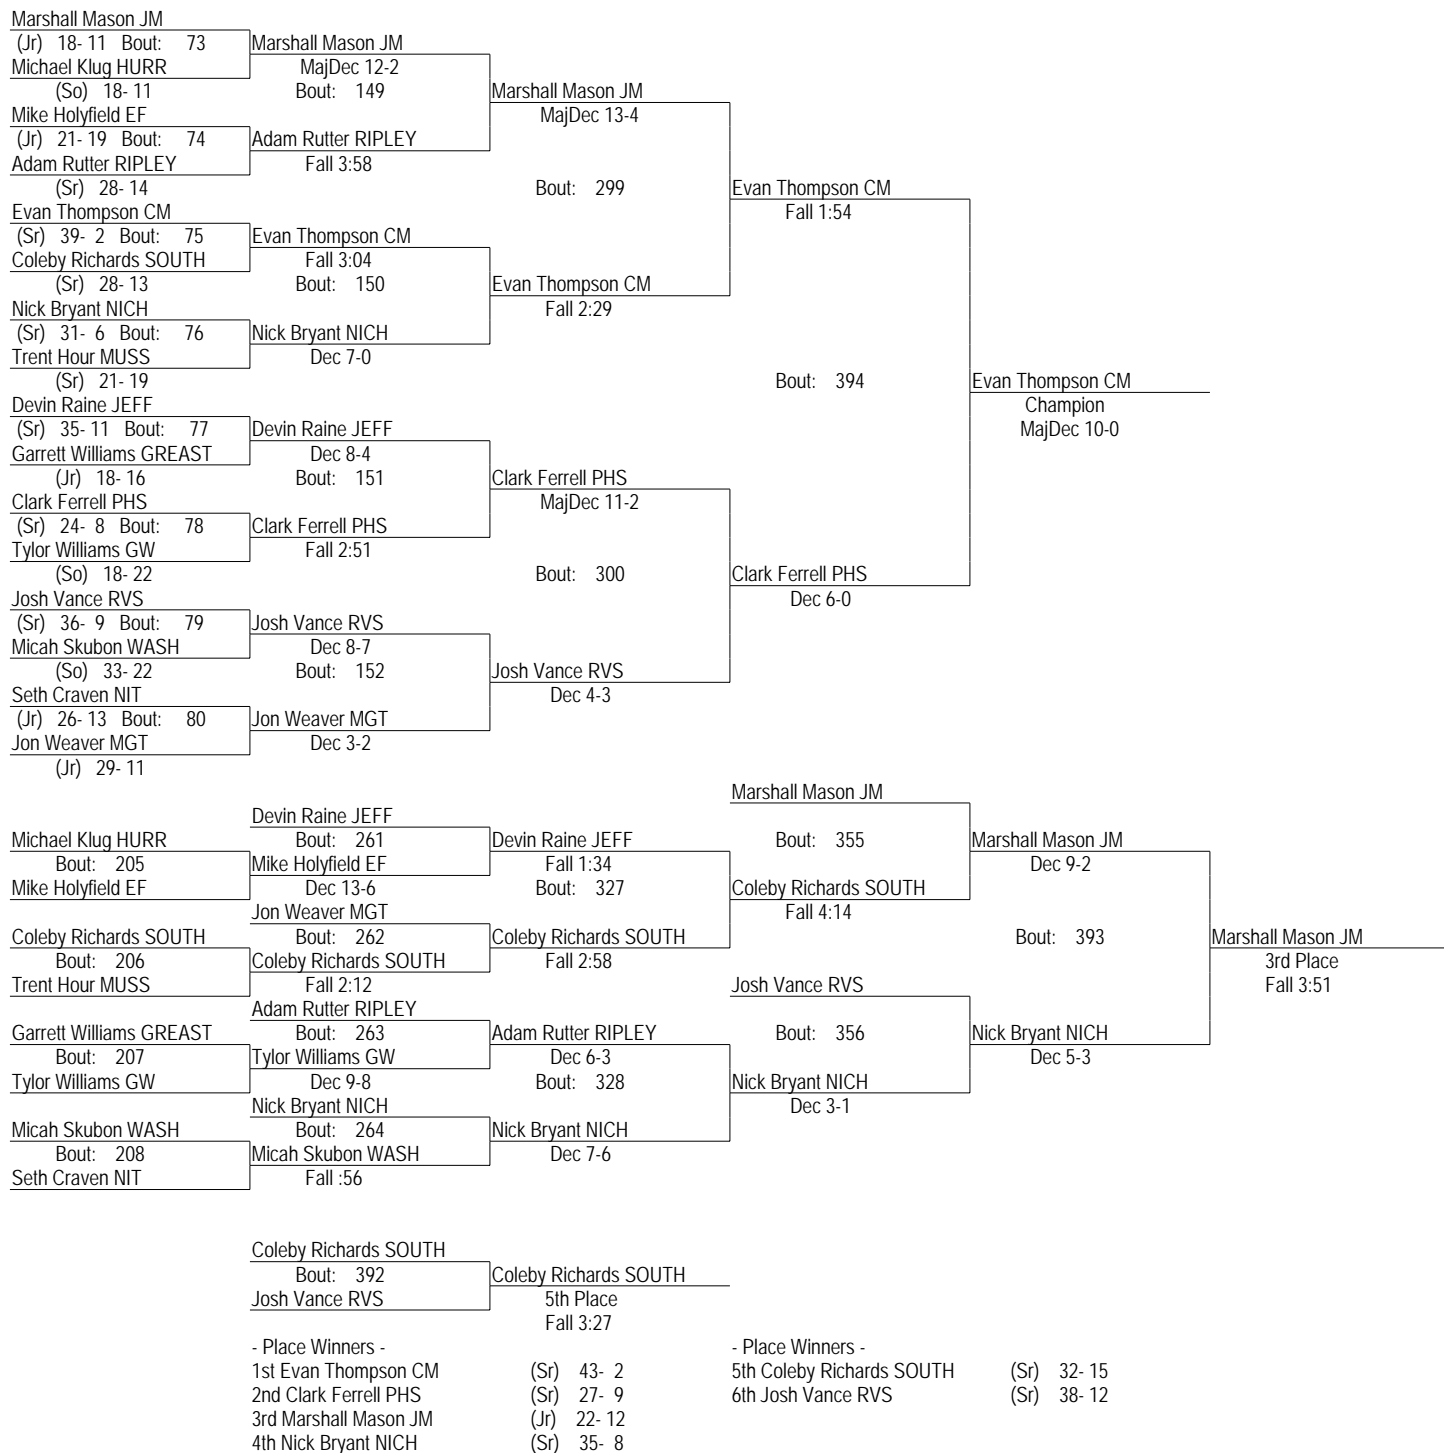 Marshall Mason JM
(Jr) 18- 11 Bout: 73 Marshall Mason JM
Michael Klug HURR MajDec 12-2
(So) 18- 11 Bout: 149 Marshall Mason JM
Mike Holyfield EF MajDec 13-4
(Jr) 21- 19 Bout: 74 Adam Rutter RIPLEY
Adam Rutter RIPLEY Fall 3:58
(Sr) 28- 14 Bout: 299 Evan Thompson CM
Evan Thompson CM Fall 1:54
(Sr) 39- 2 Bout: 75 Evan Thompson CM
Coleby Richards SOUTH Fall 3:04
(Sr) 28- 13 Bout: 150 Evan Thompson CM
Nick Bryant NICH Fall 2:29
(Sr) 31- 6 Bout: 76 Nick Bryant NICH
Trent Hour MUSS Dec 7-0
(Sr) 21- 19 Bout: 394 Evan Thompson CM
Devin Raine JEFF Champion
(Sr) 35- 11 Bout: 77 Devin Raine JEFF MajDec 10-0
Garrett Williams GREAST Dec 8-4
(Jr) 18- 16 Bout: 151 Clark Ferrell PHS
Clark Ferrell PHS MajDec 11-2
(Sr) 24- 8 Bout: 78 Clark Ferrell PHS
Tylor Williams GW Fall 2:51
(So) 18- 22 Bout: 300 Clark Ferrell PHS
Josh Vance RVS Dec 6-0
(Sr) 36- 9 Bout: 79 Josh Vance RVS
Micah Skubon WASH Dec 8-7
(So) 33- 22 Bout: 152 Josh Vance RVS
Seth Craven NIT Dec 4-3
(Jr) 26- 13 Bout: 80 Jon Weaver MGT
Jon Weaver MGT Dec 3-2
(Jr) 29- 11
Marshall Mason JM
Devin Raine JEFF
Michael Klug HURR Bout: 261 Devin Raine JEFF Bout: 355 Marshall Mason JM
Bout: 205 Mike Holyfield EF Fall 1:34 Dec 9-2
Mike Holyfield EF Dec 13-6 Bout: 327 Coleby Richards SOUTH
Jon Weaver MGT Fall 4:14
Coleby Richards SOUTH Bout: 262 Coleby Richards SOUTH Bout: 393 Marshall Mason JM
Bout: 206 Coleby Richards SOUTH Fall 2:58 3rd Place
Trent Hour MUSS Fall 2:12 Josh Vance RVS Fall 3:51
Adam Rutter RIPLEY
Garrett Williams GREAST Bout: 263 Adam Rutter RIPLEY Bout: 356 Nick Bryant NICH
Bout: 207 Tylor Williams GW Dec 6-3 Dec 5-3
Tylor Williams GW Dec 9-8 Bout: 328 Nick Bryant NICH
Nick Bryant NICH Dec 3-1
Micah Skubon WASH Bout: 264 Nick Bryant NICH
Bout: 208 Micah Skubon WASH Dec 7-6
Seth Craven NIT Fall :56
Coleby Richards SOUTH
Bout: 392 Coleby Richards SOUTH
Josh Vance RVS 5th Place
Fall 3:27
- Place Winners - - Place Winners -
1st Evan Thompson CM (Sr) 43- 2 5th Coleby Richards SOUTH (Sr) 32- 15
2nd Clark Ferrell PHS (Sr) 27- 9 6th Josh Vance RVS (Sr) 38- 12
3rd Marshall Mason JM (Jr) 22- 12
4th Nick Bryant NICH (Sr) 35- 8